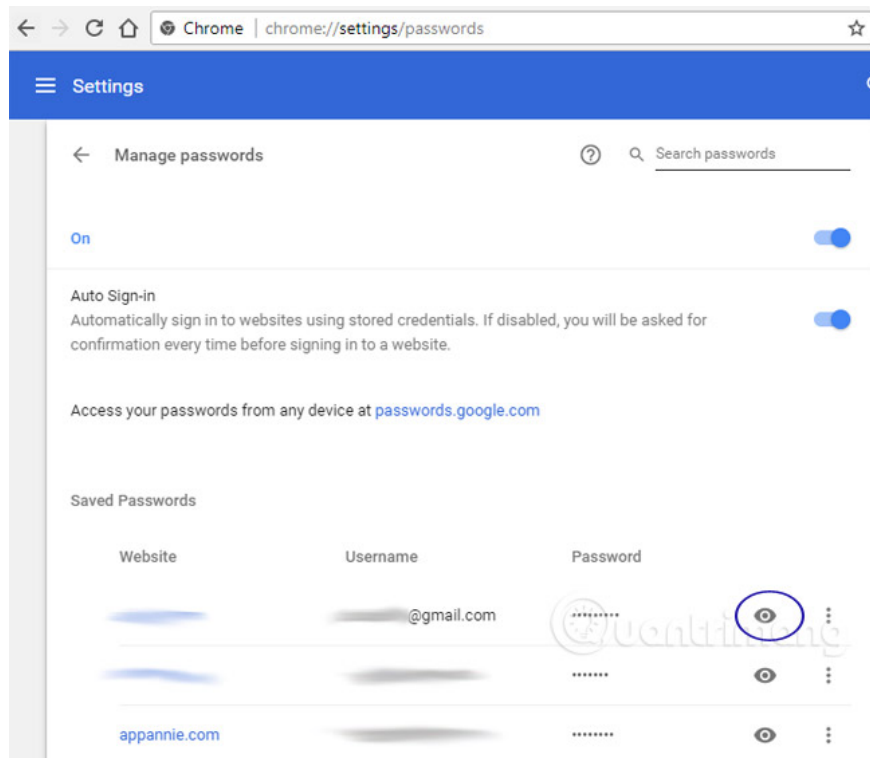 Chrome | chrome://settings/passwords
Settings
Manage passwords
Search passwords
On
Auto Sign-in
Automatically sign in to websites using stored credentials. If disabled, you will be asked for
confirmation every time before signing in to a website.
Access your passwords from any device at passwords.google.com
Saved Passwords
Website Username Password
@gmail.com •••••••••
Quantrimang
•••••••
appannie.com ••••••••